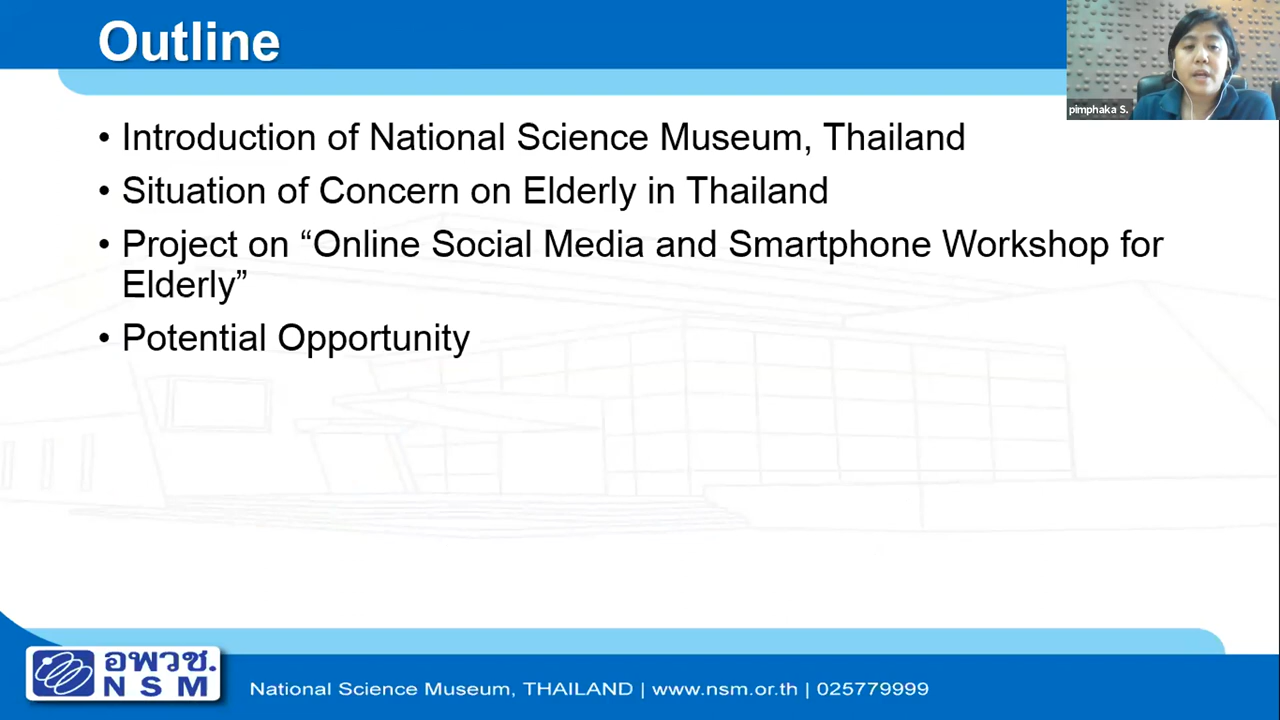 Outline
pimphaka S.
• Introduction of National Science Museum, Thailand
• Situation of Concern on Elderly in Thailand
• Project on “Online Social Media and Smartphone Workshop for
Elderly”
• Potential Opportunity
อพวช.
NSM
National Science Museum, THAILAND | www.nsm.or.th | 025779999